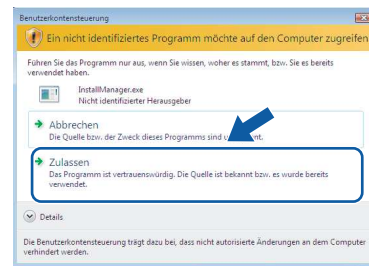 Benutzerkontensteuerung
Ein nicht identifiziertes Programm möchte auf den Computer zugreifen
Führen Sie das Programm nur aus, wenn Sie wissen, woher es stammt, bzw. Sie es bereits
verwendet haben.
InstallManager.exe
Nicht identifizierter Herausgeber
Abbrechen
Die Quelle bzw. der Zweck dieses Programms sind
Zulassen
Das Programm ist vertrauenswürdig. Die Quelle ist bekannt bzw. es wurde bereits
verwendet.
Details
Die Benutzerkontensteuerung trägt dazu bei, dass nicht autorisierte Änderungen an dem Computer
verhindert werden.